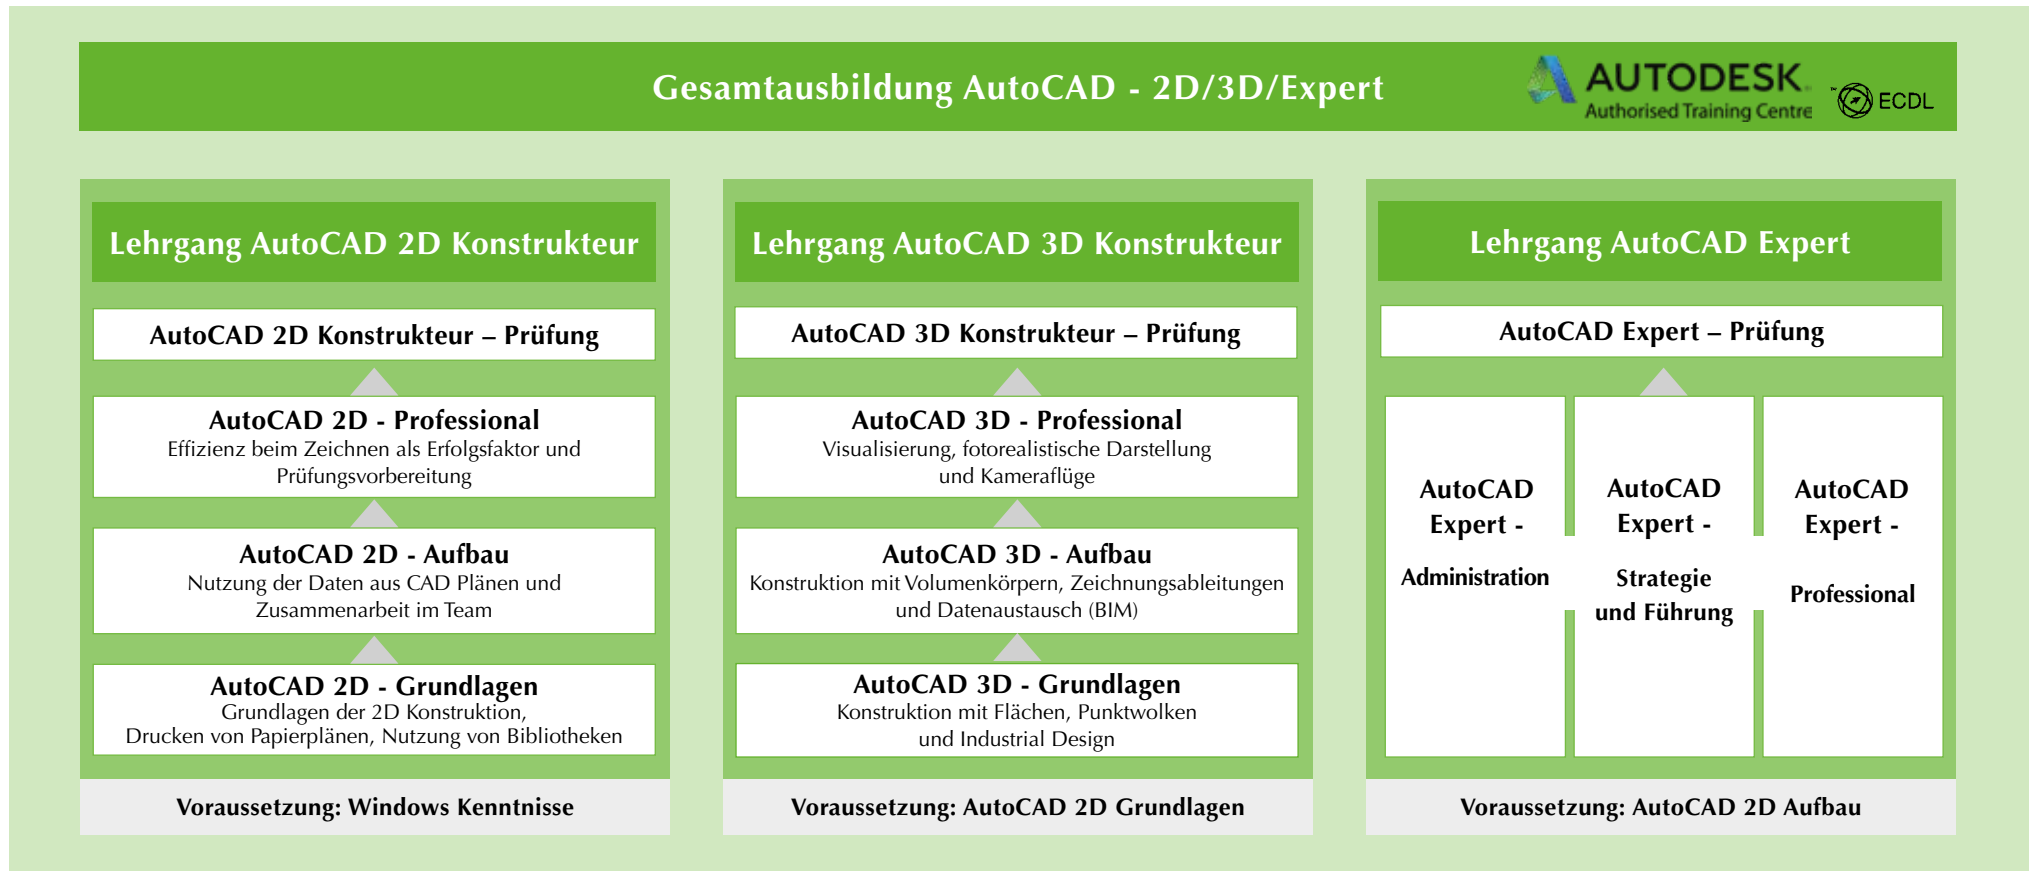 Gesamtausbildung AutoCAD - 2D/3D/Expert
AUTODESK
Authorised Training Centre
™ ECDL
Lehrgang AutoCAD 2D Konstrukteur
AutoCAD 2D Konstrukteur – Prüfung
AutoCAD 2D - Professional
Effizienz beim Zeichnen als Erfolgsfaktor und
Prüfungsvorbereitung
AutoCAD 2D - Aufbau
Nutzung der Daten aus CAD Plänen und
Zusammenarbeit im Team
AutoCAD 2D - Grundlagen
Grundlagen der 2D Konstruktion,
Drucken von Papierplänen, Nutzung von Bibliotheken
Voraussetzung: Windows Kenntnisse
Lehrgang AutoCAD 3D Konstrukteur
AutoCAD 3D Konstrukteur – Prüfung
AutoCAD 3D - Professional
Visualisierung, fotorealistische Darstellung
und Kameraflüge
AutoCAD 3D - Aufbau
Konstruktion mit Volumenkörpern, Zeichnungsableitungen
und Datenaustausch (BIM)
AutoCAD 3D - Grundlagen
Konstruktion mit Flächen, Punktwolken
und Industrial Design
Voraussetzung: AutoCAD 2D Grundlagen
Lehrgang AutoCAD Expert
AutoCAD Expert – Prüfung
AutoCAD
Expert -
Administration
AutoCAD
Expert -
Strategie
und Führung
AutoCAD
Expert -
Professional
Voraussetzung: AutoCAD 2D Aufbau